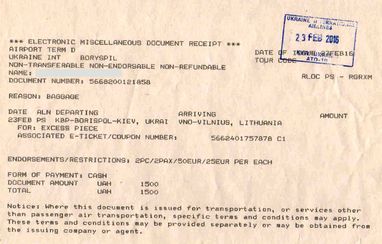 *** ELECTRONIC MISCELLANEOUS DOCUMENT RECEIPT ***
AIRPORT TERM D
UKRAINE INT BORYSPIL DATE OF 23FEB16
NON-TRANSFERABLE NON-ENDORSABLE NON-REFUNDABLE TOUR CODE
NAME:
DOCUMENT NUMBER: 5668200121858 RLOC PS - RGRXM
UKRAINE
AIRLINES
23 FEB 2016
REASON: BAGGAGE
DATE ALN DEPARTING ARRIVING AMOUNT
23FEB PS KBP-BORISPOL-KIEV, UKRAI VNO-VILNIUS, LITHUANIA
FOR: EXCESS PIECE
ASSOCIATED E-TICKET/COUPON NUMBER: 5662401757878 C1
ENDORSEMENTS/RESTRICTIONS: 2PC/2PAX/50EUR/25EUR PER EACH
FORM OF PAYMENT: CASH
DOCUMENT AMOUNT UAH 1500
TOTAL UAH 1500
Notice: Where this document is issued for transportation, or services other
than passenger air transportation, specific terms and conditions may apply.
These terms and conditions may be provided separately or may be obtained from
the issuing company or agent.